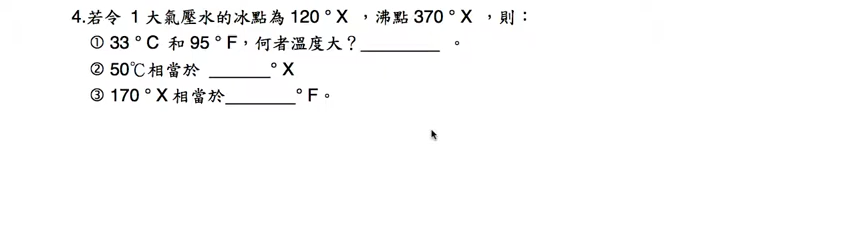 4.若令 1 大氣壓水的冰點為 120 ° X ，沸點 370 ° X ，則：
① 33 ° C 和 95 ° F，何者溫度大？________ 。
② 50℃相當於 ______° X
③ 170 ° X 相當於_______° F。